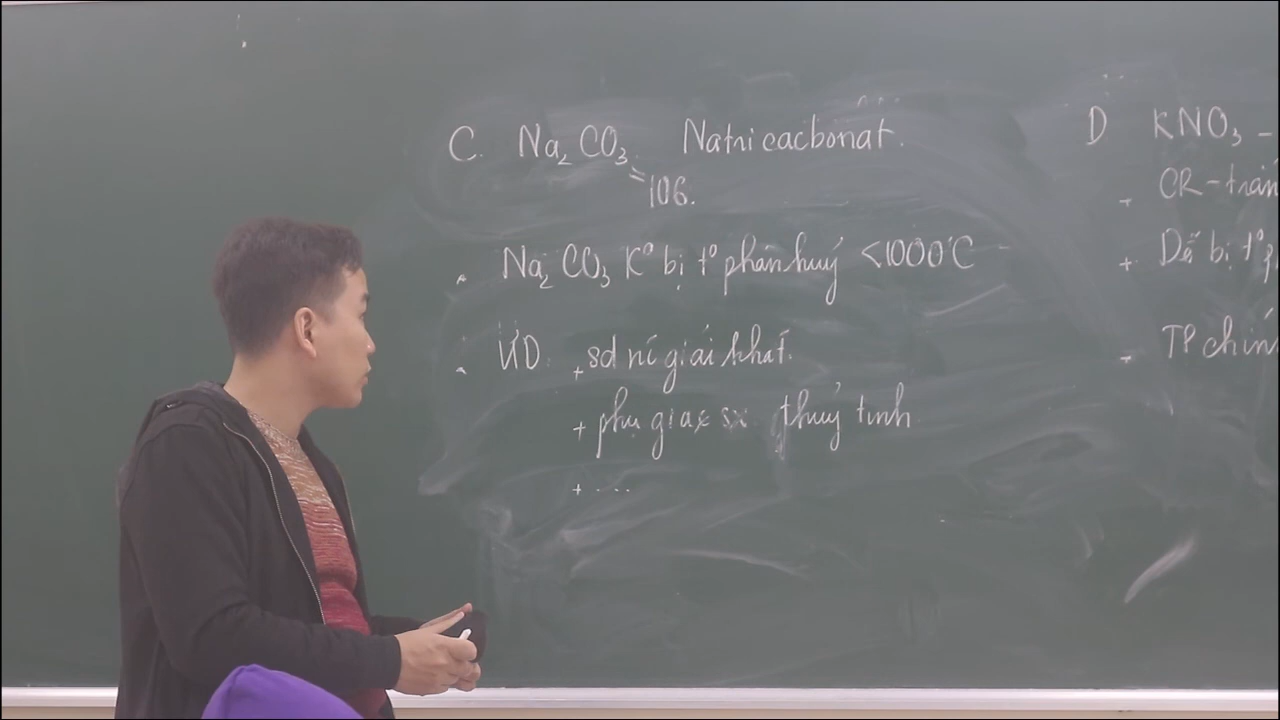 C. Na₂CO₃ Natri cacbonat.
= 106.
Na₂CO₃ K° bị t° phân huỷ <1000°C
ƯD. + sd nc giải khát.
+ phụ gia sx thuỷ tinh
+ ....
D KNO₃ -
+ CR - trắn
+ Dễ bị t° p
TP chín